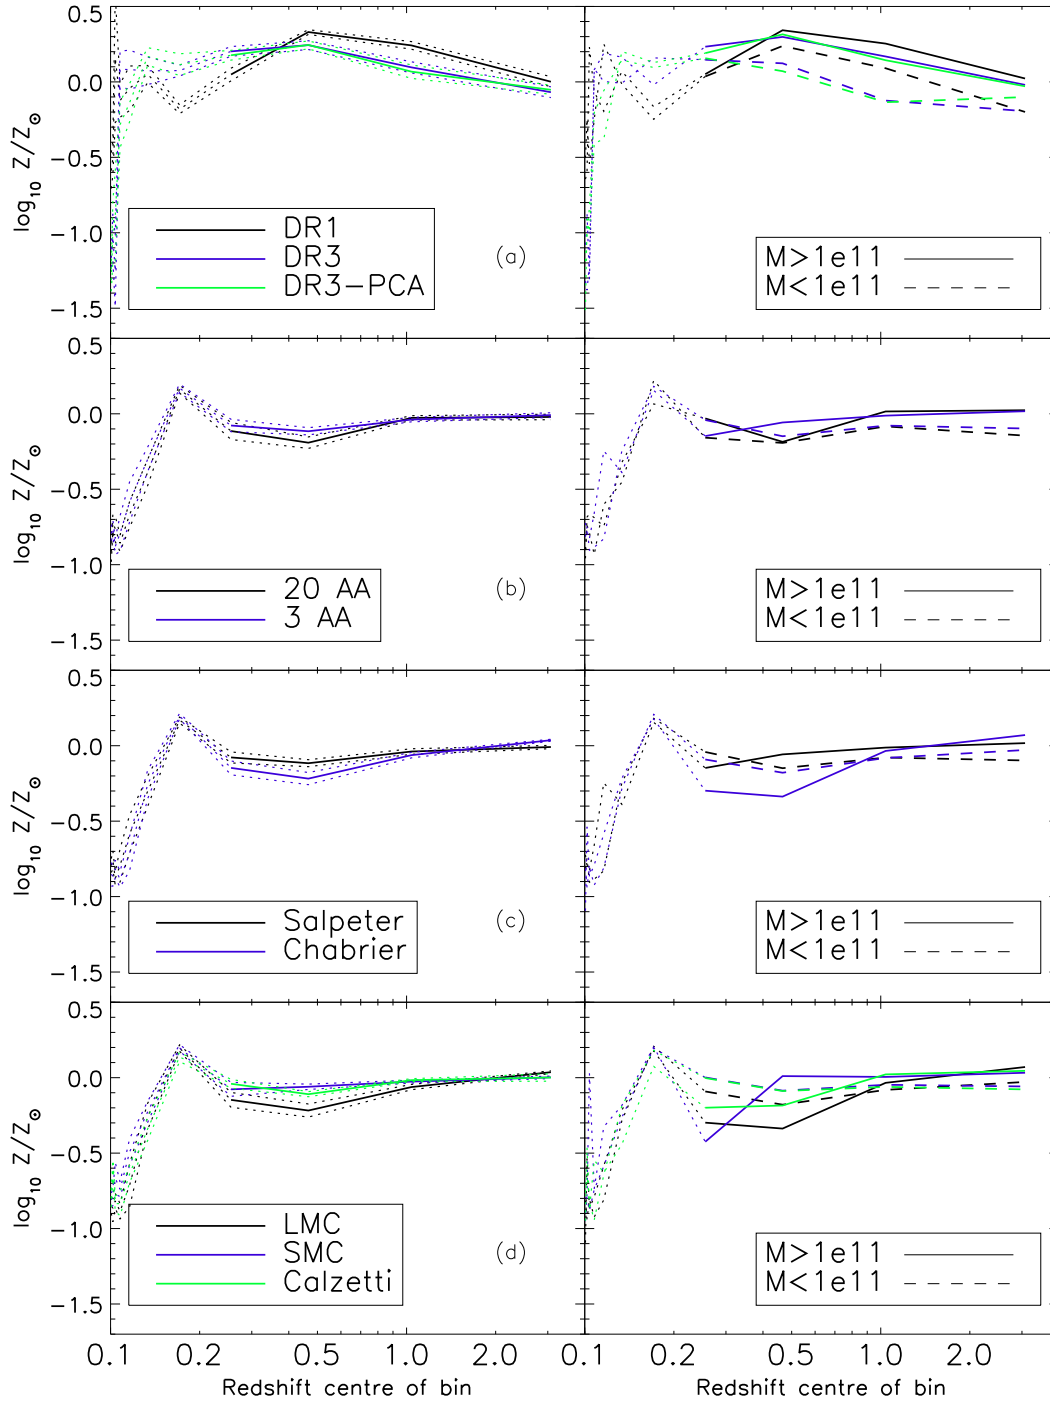 0.5
0.0
−0.5
−1.0
−1.5
log10 Z/Z⊙
DR1
DR3
DR3−PCA
(a)
M>1e11
M<1e11
0.5
0.0
−0.5
−1.0
−1.5
log10 Z/Z⊙
20 AA
3 AA
(b)
M>1e11
M<1e11
0.5
0.0
−0.5
−1.0
−1.5
log10 Z/Z⊙
Salpeter
Chabrier
(c)
M>1e11
M<1e11
0.5
0.0
−0.5
−1.0
−1.5
log10 Z/Z⊙
LMC
SMC
Calzetti
(d)
M>1e11
M<1e11
0.1 0.2 0.5 1.0 2.0 0.1 0.2 0.5 1.0 2.0
Redshift centre of bin Redshift centre of bin